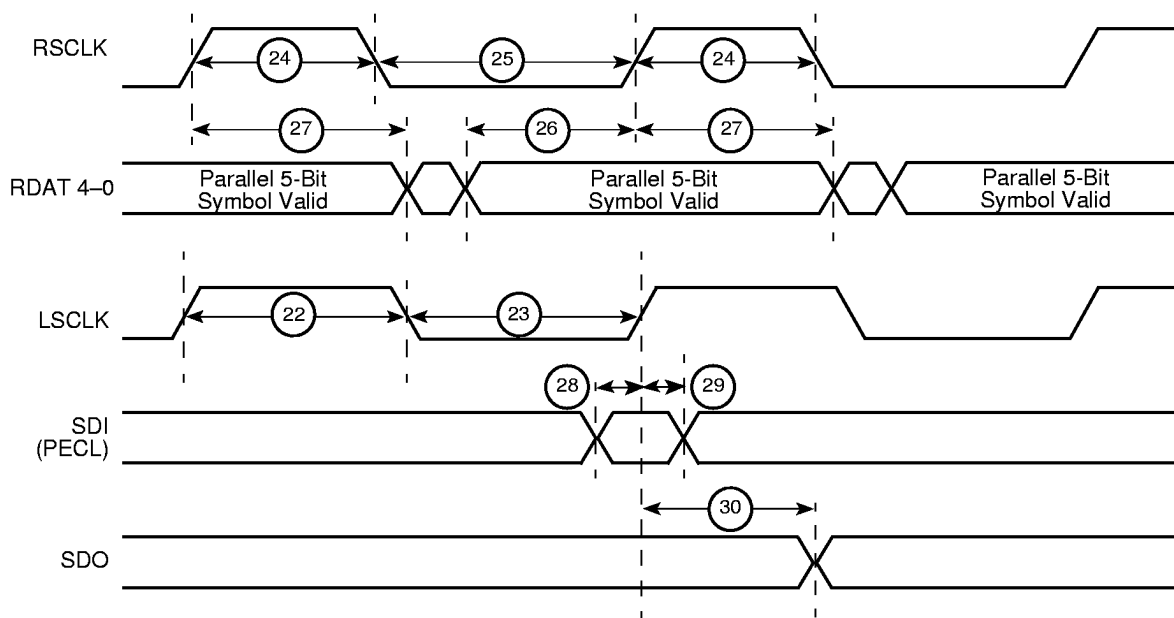 RSCLK
24
25
24
27
26
27
RDAT 4–0
Parallel 5-Bit
Symbol Valid
Parallel 5-Bit
Symbol Valid
Parallel 5-Bit
Symbol Valid
LSCLK
22
23
28
29
SDI
(PECL)
30
SDO